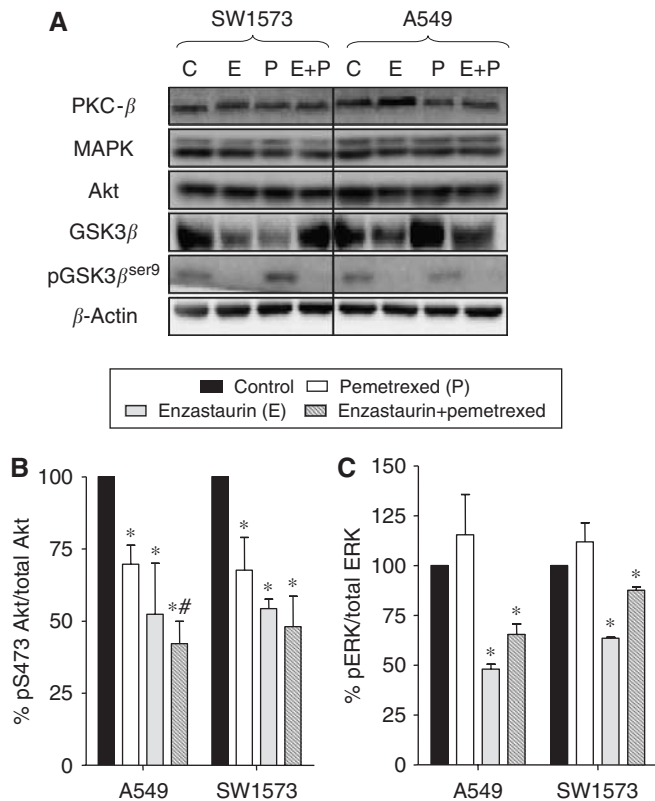 A
SW1573 A549
C E P E+P C E P E+P
PKC-β
MAPK
Akt
GSK3β
pGSK3βser9
β-Actin
Control Pemetrexed (P)
Enzastaurin (E) Enzastaurin+pemetrexed
B
% pS473 Akt/total Akt
100
75
50
25
0
* * *#
* * *
A549 SW1573
C
% pERK/total ERK
150
125
100
75
50
25
0
* *
* *
A549 SW1573